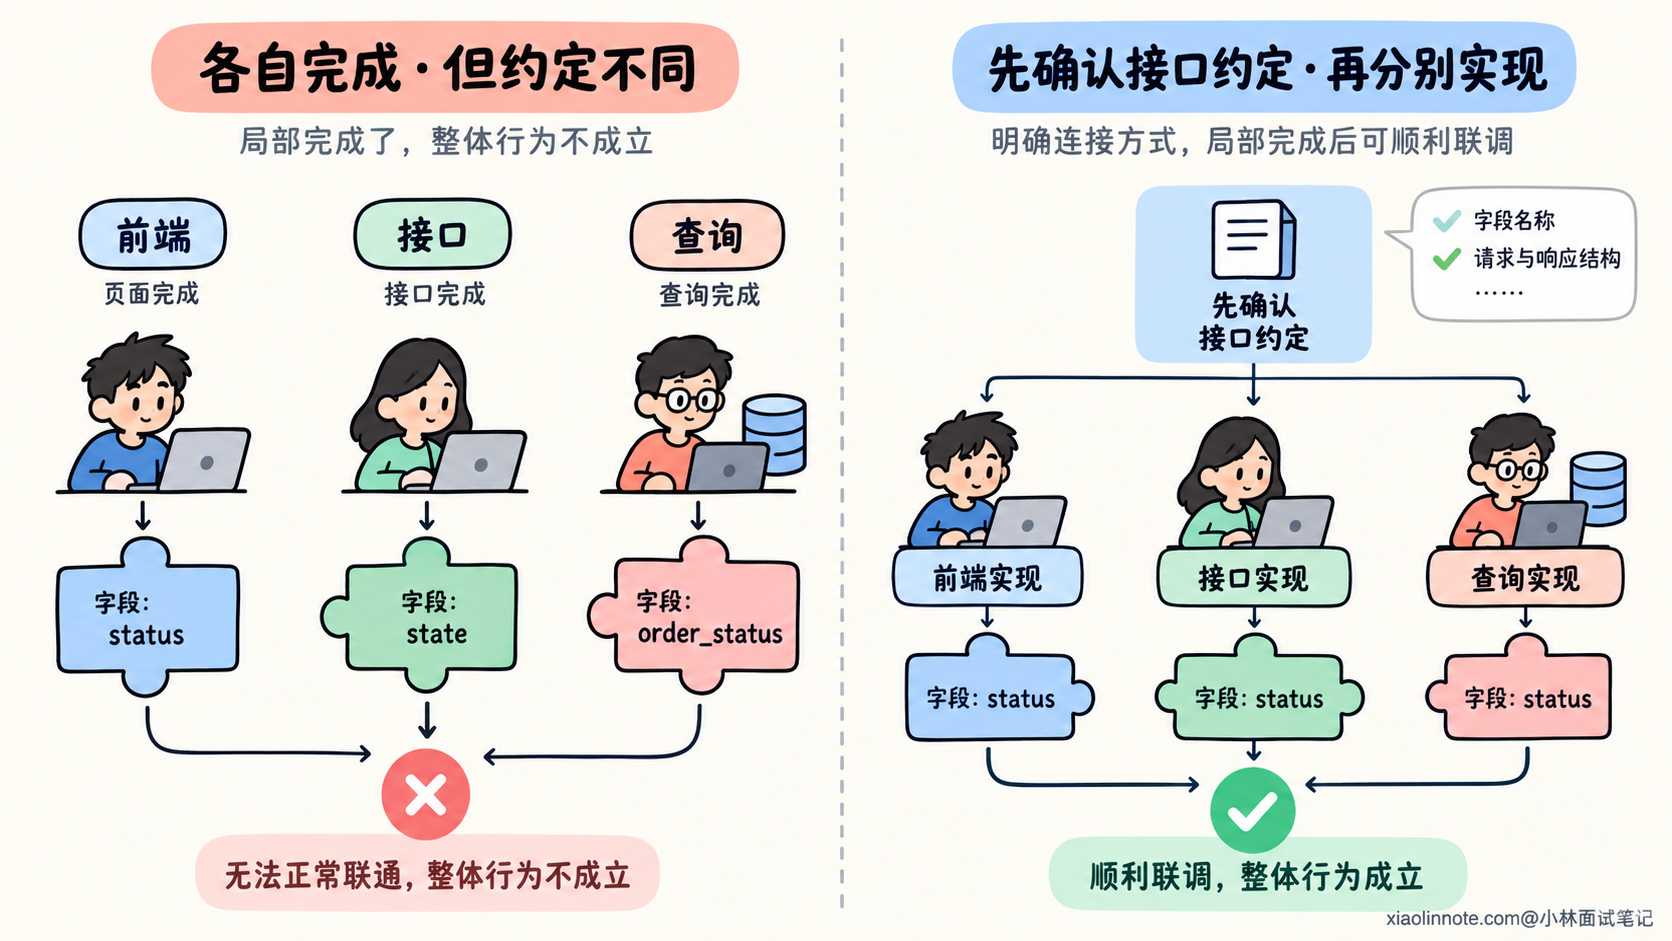 各自完成·但约定不同
局部完成了，整体行为不成立
前端
页面完成
接口
接口完成
查询
查询完成
字段：
status
字段：
state
字段：
order_status
无法正常联通，整体行为不成立
先确认接口约定·再分别实现
明确连接方式，局部完成后可顺利联调
先确认
接口约定
字段名称
请求与响应结构
……
前端实现
接口实现
查询实现
字段：status
字段：status
字段：status
顺利联调，整体行为成立
xiaolinnote.com@小林面试笔记